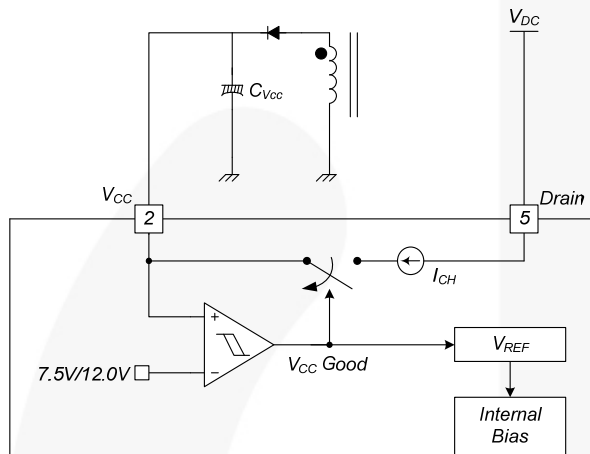 V_DC
C_Vcc
V_CC
2
5
Drain
I_CH
+
−
7.5V/12.0V
V_CC Good
V_REF
Internal
Bias